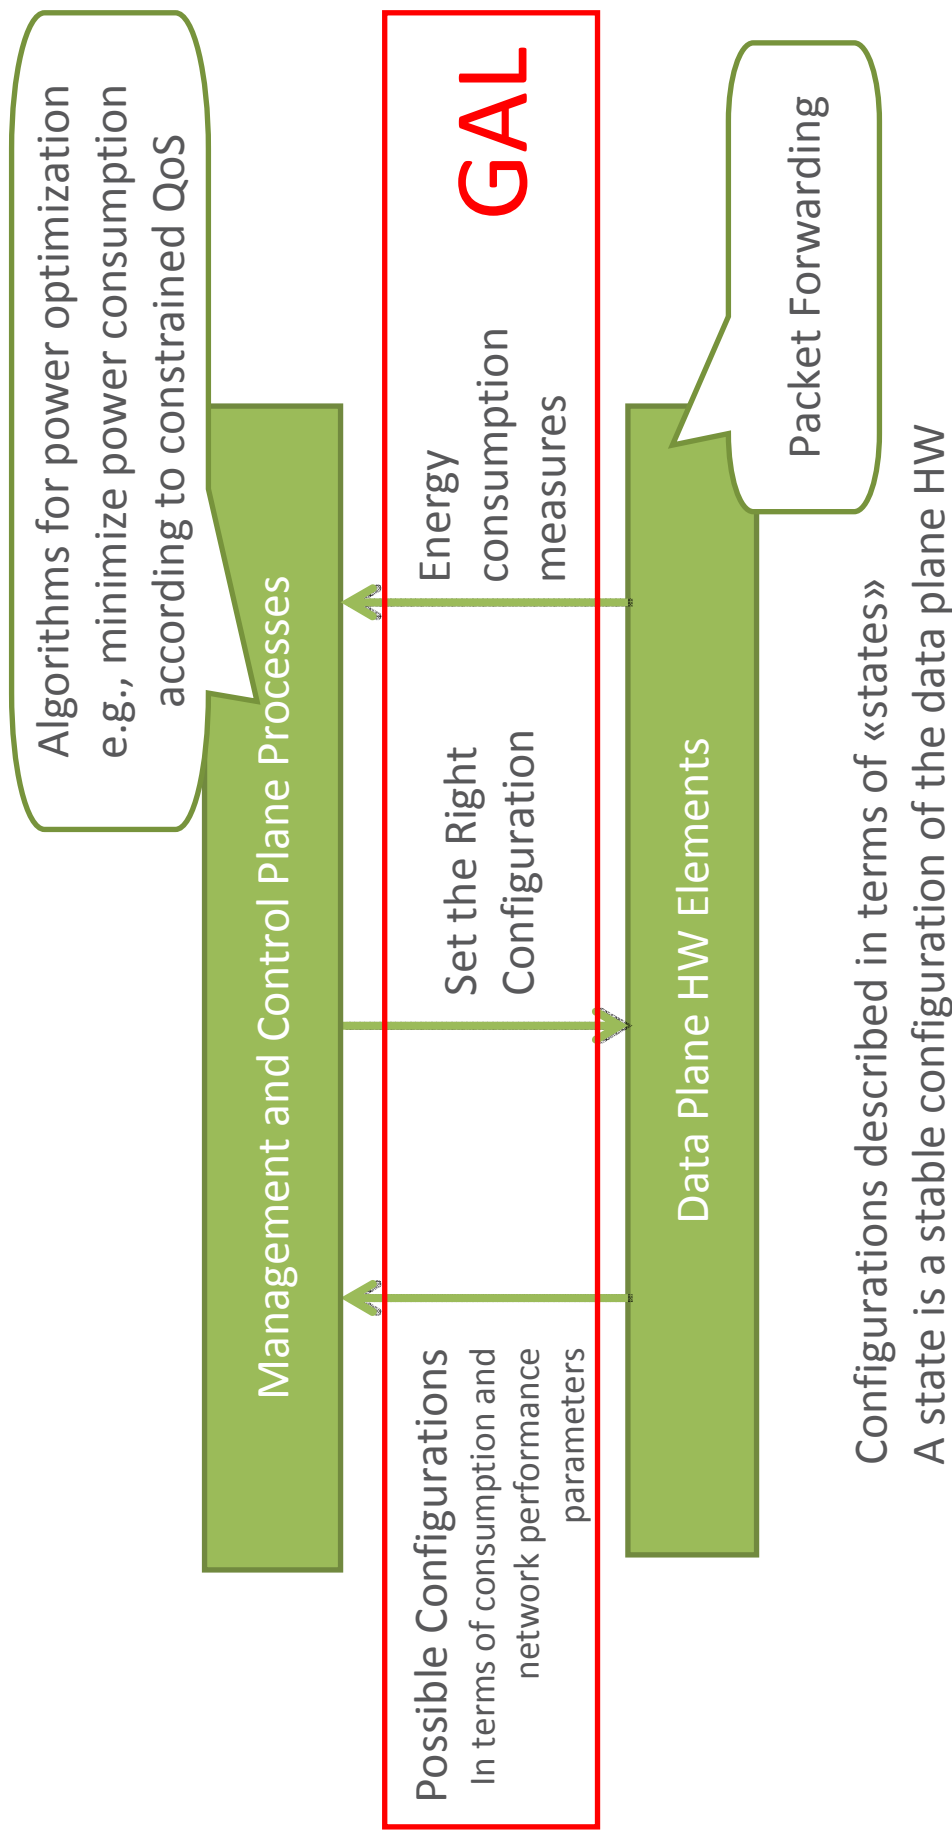 Algorithms for power optimization
e.g., minimize power consumption
according to constrained QoS
Management and Control Plane Processes
Possible Configurations
In terms of consumption and
network performance
parameters
Set the Right
Configuration
Energy
consumption
measures
GAL
Data Plane HW Elements
Packet Forwarding
Configurations described in terms of «states»
A state is a stable configuration of the data plane HW